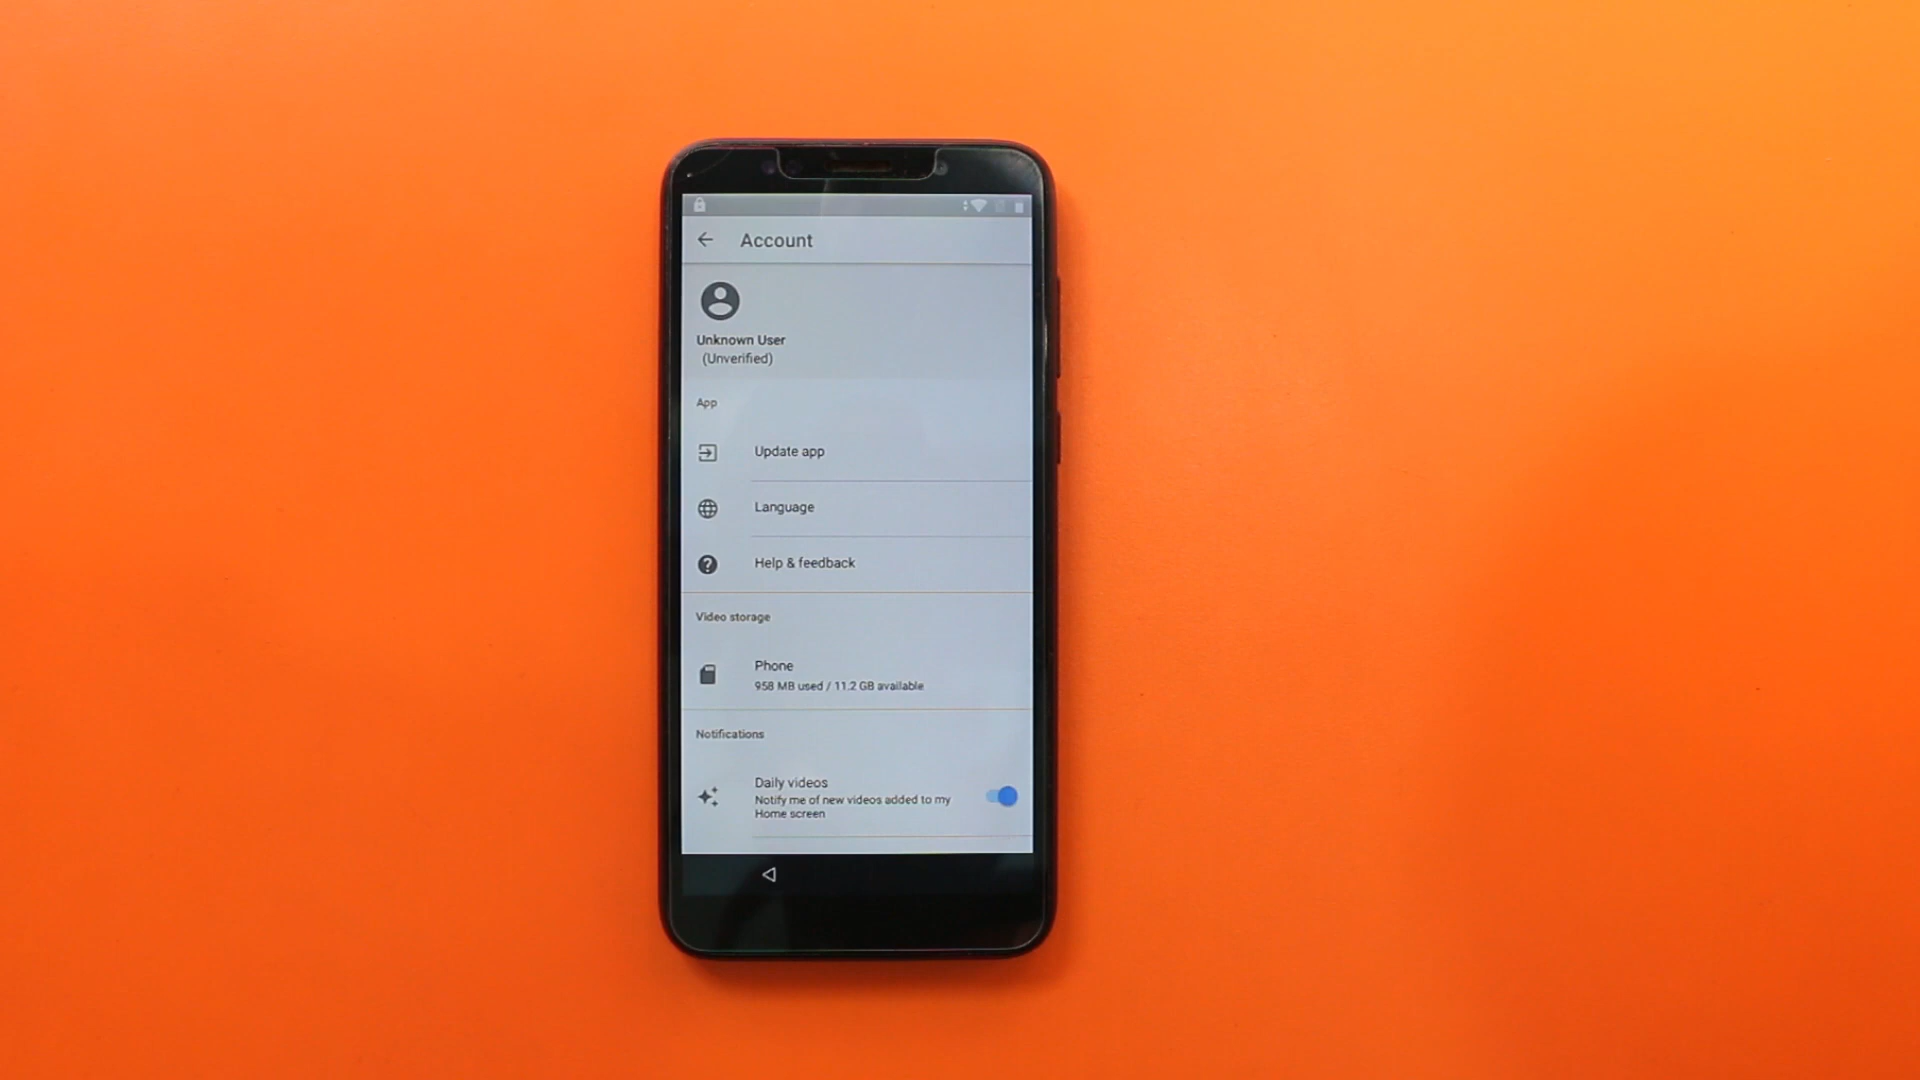 Account
Unknown User
(Unverified)
App
Update app
Language
Help & feedback
Video storage
Phone
958 MB used / 11.2 GB available
Notifications
Daily videos
Notify me of new videos added to my
Home screen